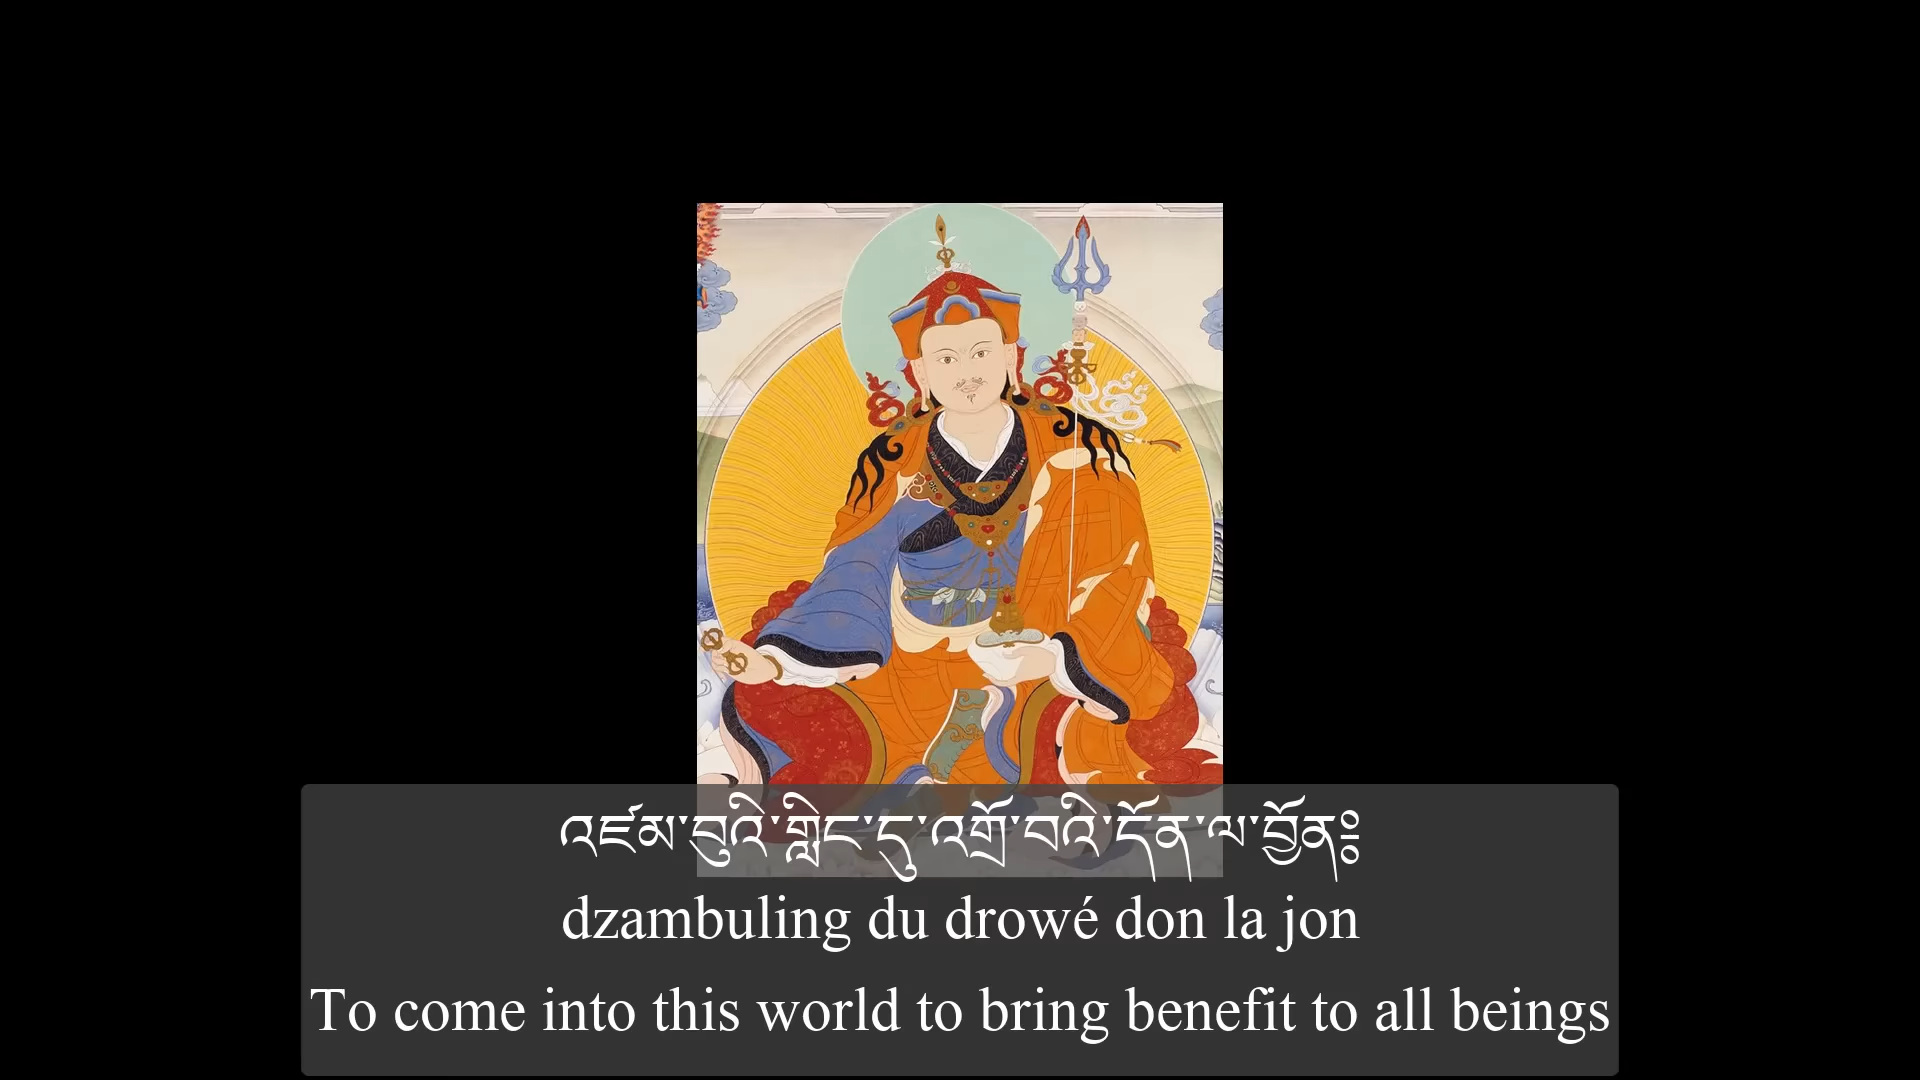 འཛམ་བུའི་གླིང་དུ་འགྲོ་བའི་དོན་ལ་བྱོན༔
dzambuling du drowé don la jon
To come into this world to bring benefit to all beings